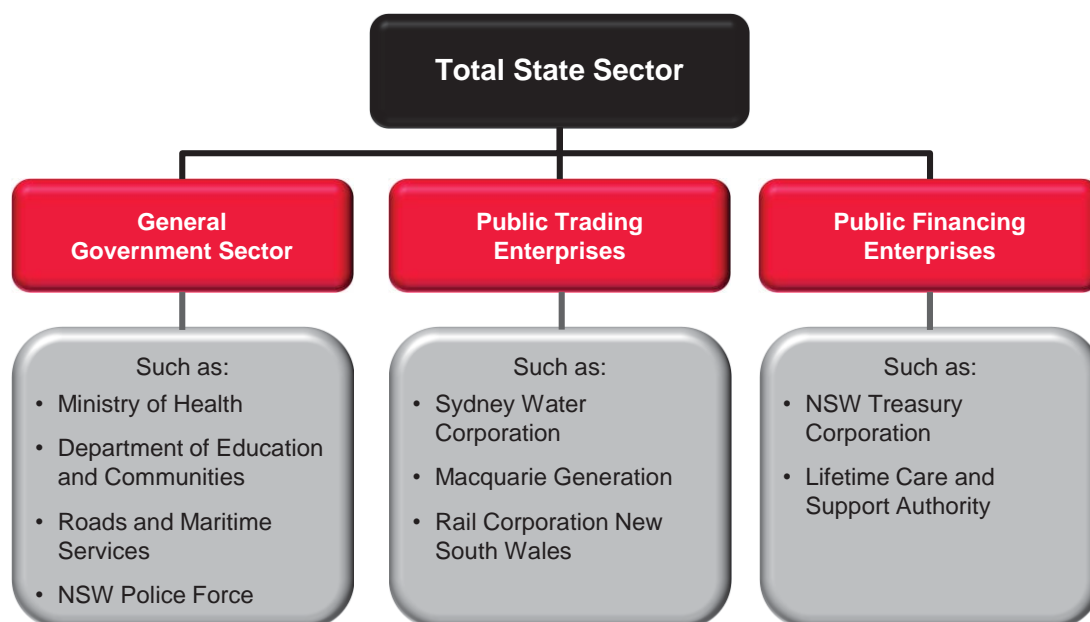 Total State Sector
General
Government Sector
Public Trading
Enterprises
Public Financing
Enterprises
Such as:
• Ministry of Health
• Department of Education
and Communities
• Roads and Maritime
Services
• NSW Police Force
Such as:
• Sydney Water
Corporation
• Macquarie Generation
• Rail Corporation New
South Wales
Such as:
• NSW Treasury
Corporation
• Lifetime Care and
Support Authority